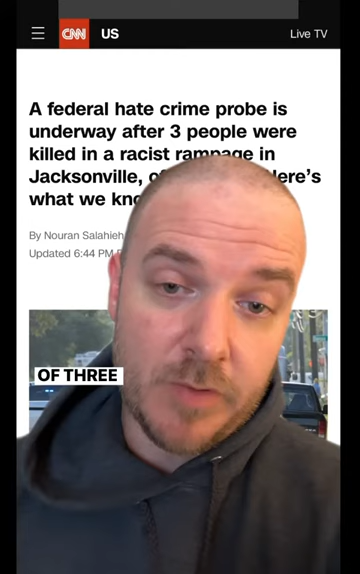 CNN
US
Live TV
A federal hate crime probe is
underway after 3 people were
killed in a racist rampage in
Jacksonville,
what we
By Nouran Salahieh
Updated 6:44 PM
OF THREE